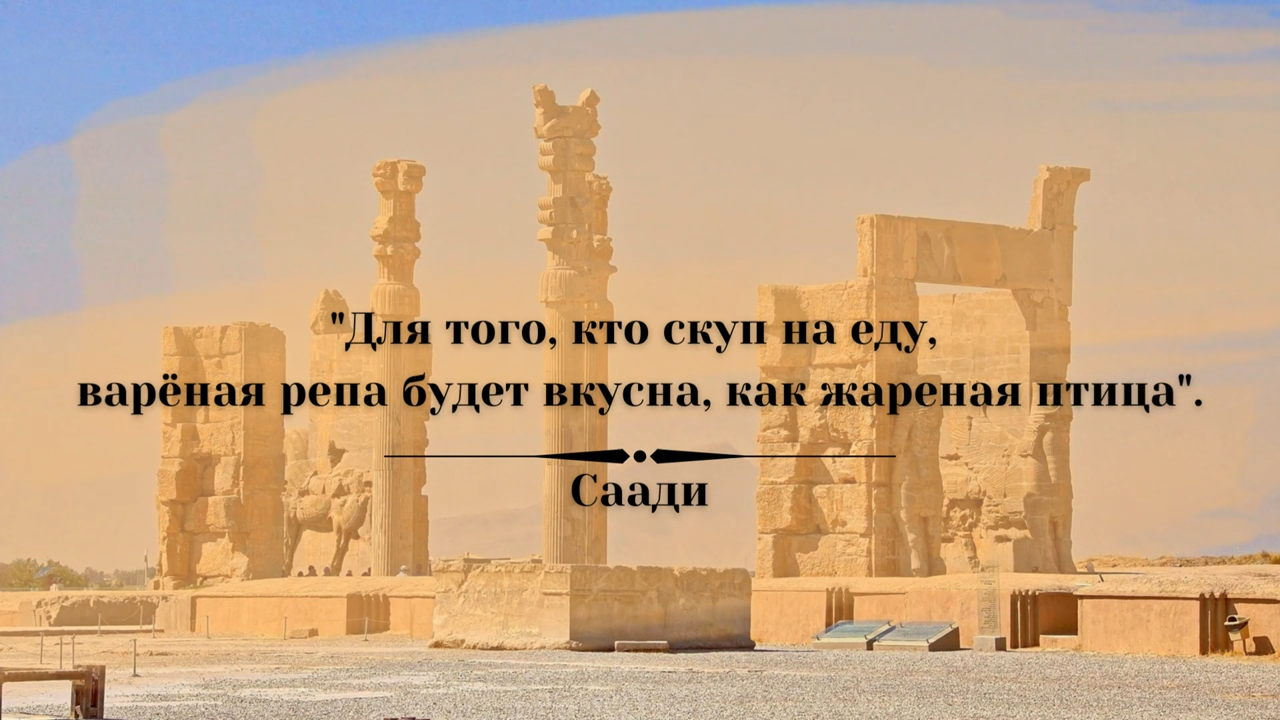 "Для того, кто скуп на еду,
варёная репа будет вкусна, как жареная птица".
Саади